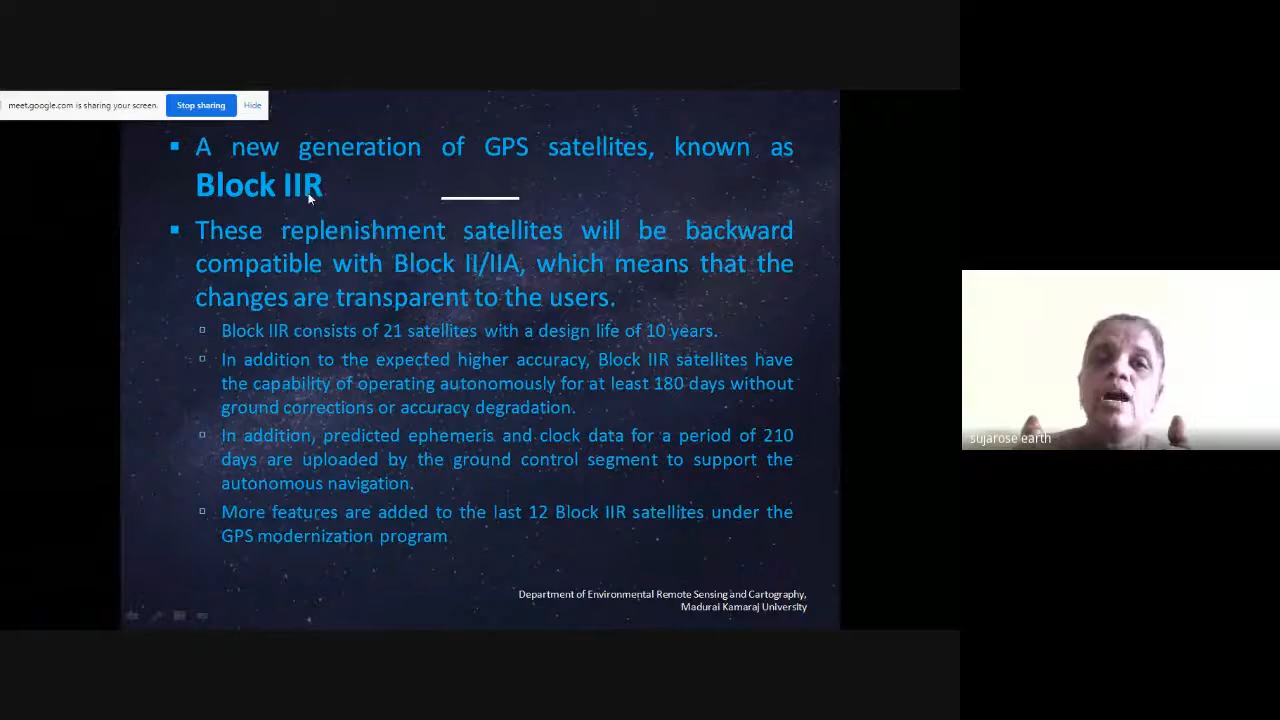 meet.google.com is sharing your screen.
Stop sharing
Hide
▪ A new generation of GPS satellites, known as
Block IIR
▪ These replenishment satellites will be backward
compatible with Block II/IIA, which means that the
changes are transparent to the users.
▫ Block IIR consists of 21 satellites with a design life of 10 years.
▫ In addition to the expected higher accuracy, Block IIR satellites have
the capability of operating autonomously for at least 180 days without
ground corrections or accuracy degradation.
▫ In addition, predicted ephemeris and clock data for a period of 210
days are uploaded by the ground control segment to support the
autonomous navigation.
▫ More features are added to the last 12 Block IIR satellites under the
GPS modernization program
Department of Environmental Remote Sensing and Cartography,
Madurai Kamaraj University
sujarose earth